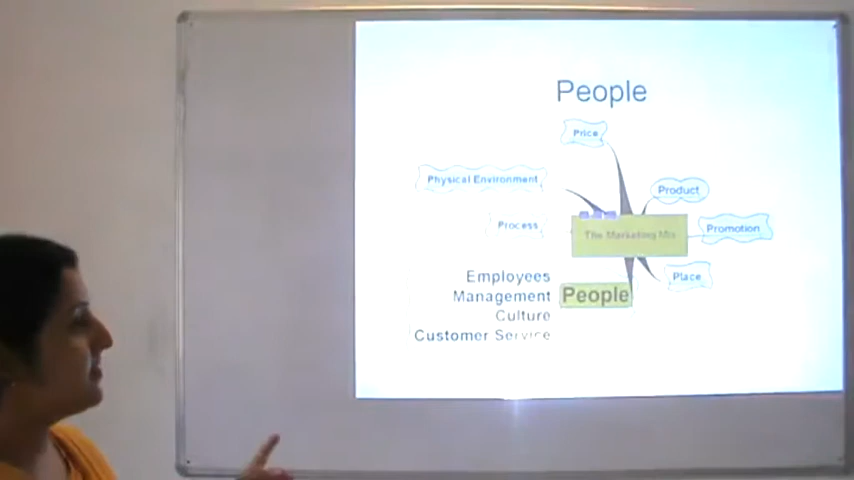 People
Price
Physical Environment
Product
Process
The Marketing Mix
Promotion
Employees
Management
Culture
Customer Service
People
Place